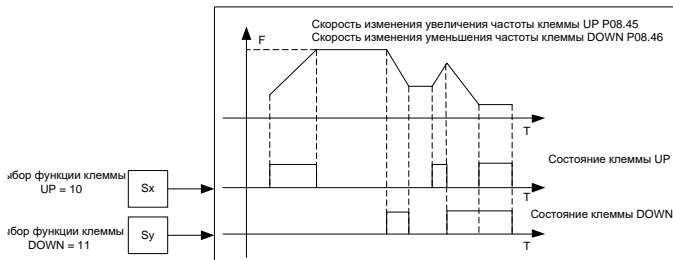 Скорость изменения увеличения частоты клеммы UP P08.45
Скорость изменения уменьшения частоты клеммы DOWN P08.46
F
T
Состояние клеммы UP
ыбор функции клеммы
UP = 10
Sx
T
Состояние клеммы DOWN
ыбор функции клеммы
DOWN = 11
Sy
T